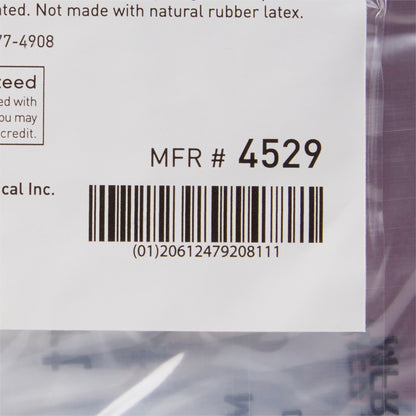 ted. Not made with natural rubber latex.
77-4908
teed
ed with
ou may
credit.
MFR # 4529
cal Inc.
(01)20612479208111